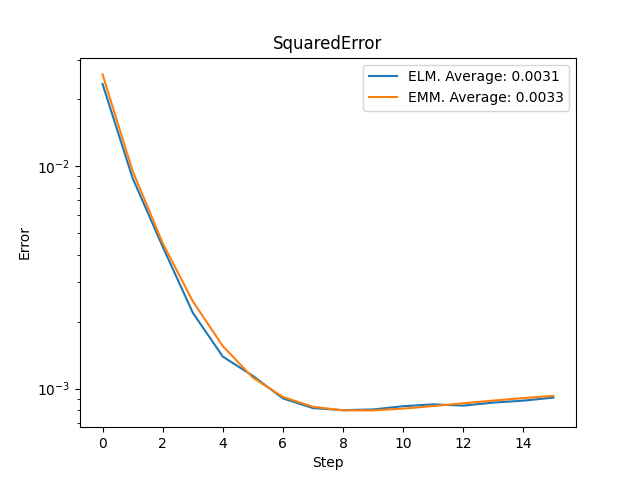 SquaredError
ELM. Average: 0.0031
EMM. Average: 0.0033
10⁻²
10⁻³
Error
0 2 4 6 8 10 12 14
Step